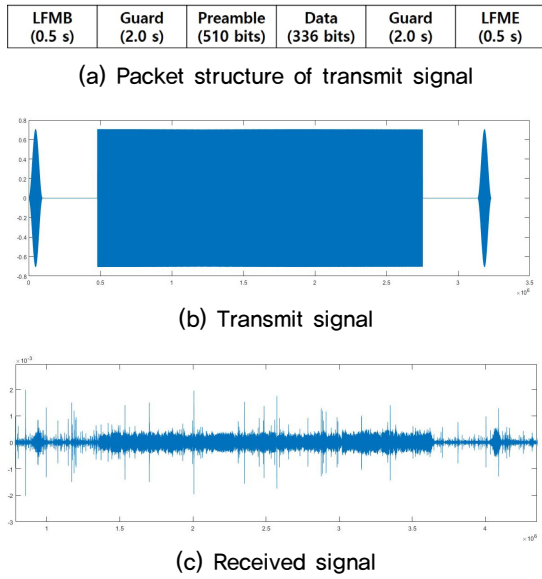 LFMB Guard Preamble Data Guard LFME
(0.5 s) (2.0 s) (510 bits) (336 bits) (2.0 s) (0.5 s)
(a) Packet structure of transmit signal
0.8
0.6
0.4
0.2
0
-0.2
-0.4
-0.6
-0.8
0 0.5 1 1.5 2 2.5 3 3.5
×10⁶
(b) Transmit signal
×10⁻³
2
1
0
-1
-2
-3
1 1.5 2 2.5 3 3.5 4
×10⁶
(c) Received signal